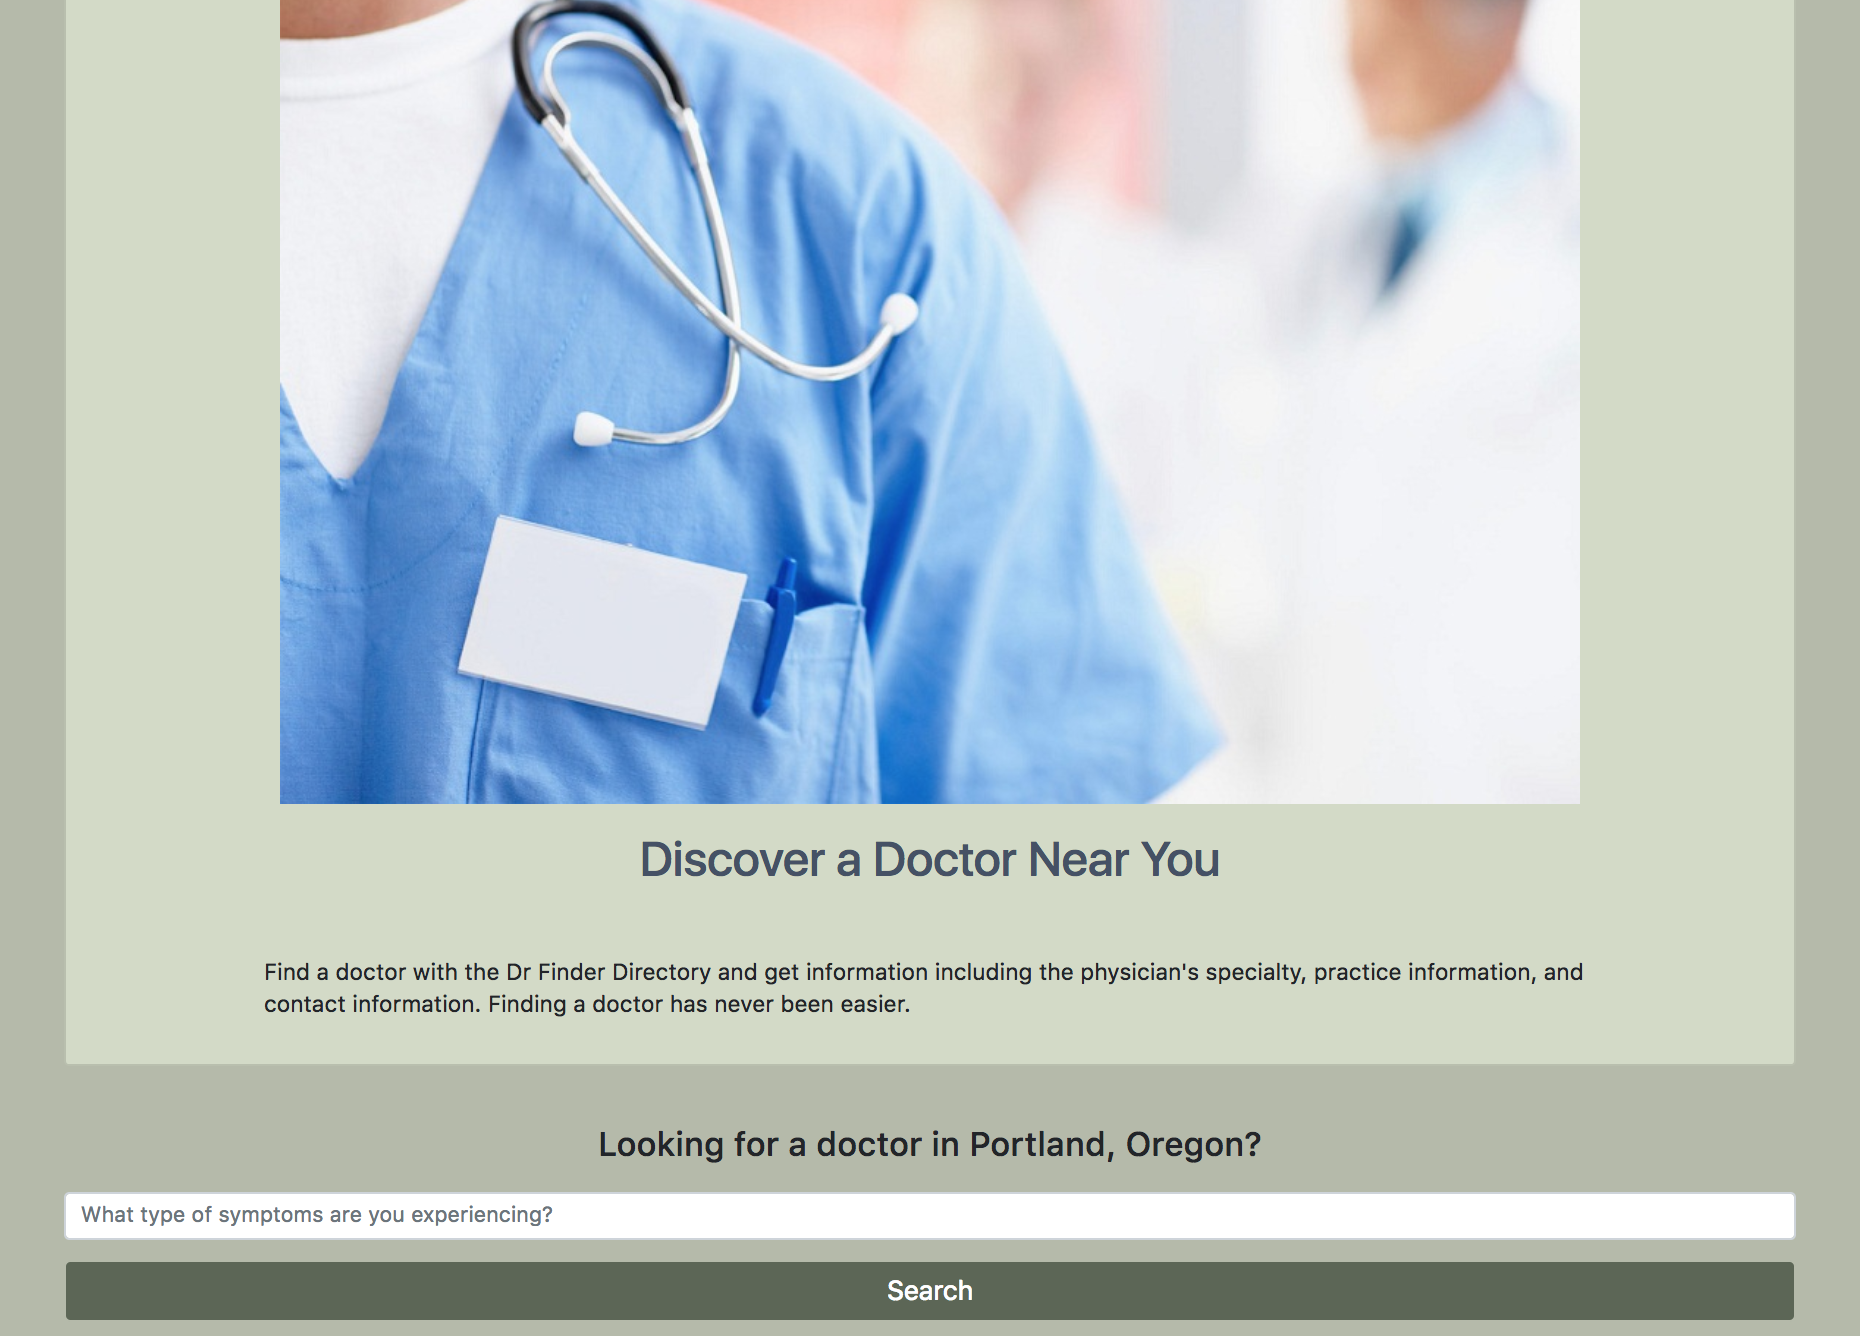 Discover a Doctor Near You
Find a doctor with the Dr Finder Directory and get information including the physician's specialty, practice information, and
contact information. Finding a doctor has never been easier.
Looking for a doctor in Portland, Oregon?
What type of symptoms are you experiencing?
Search